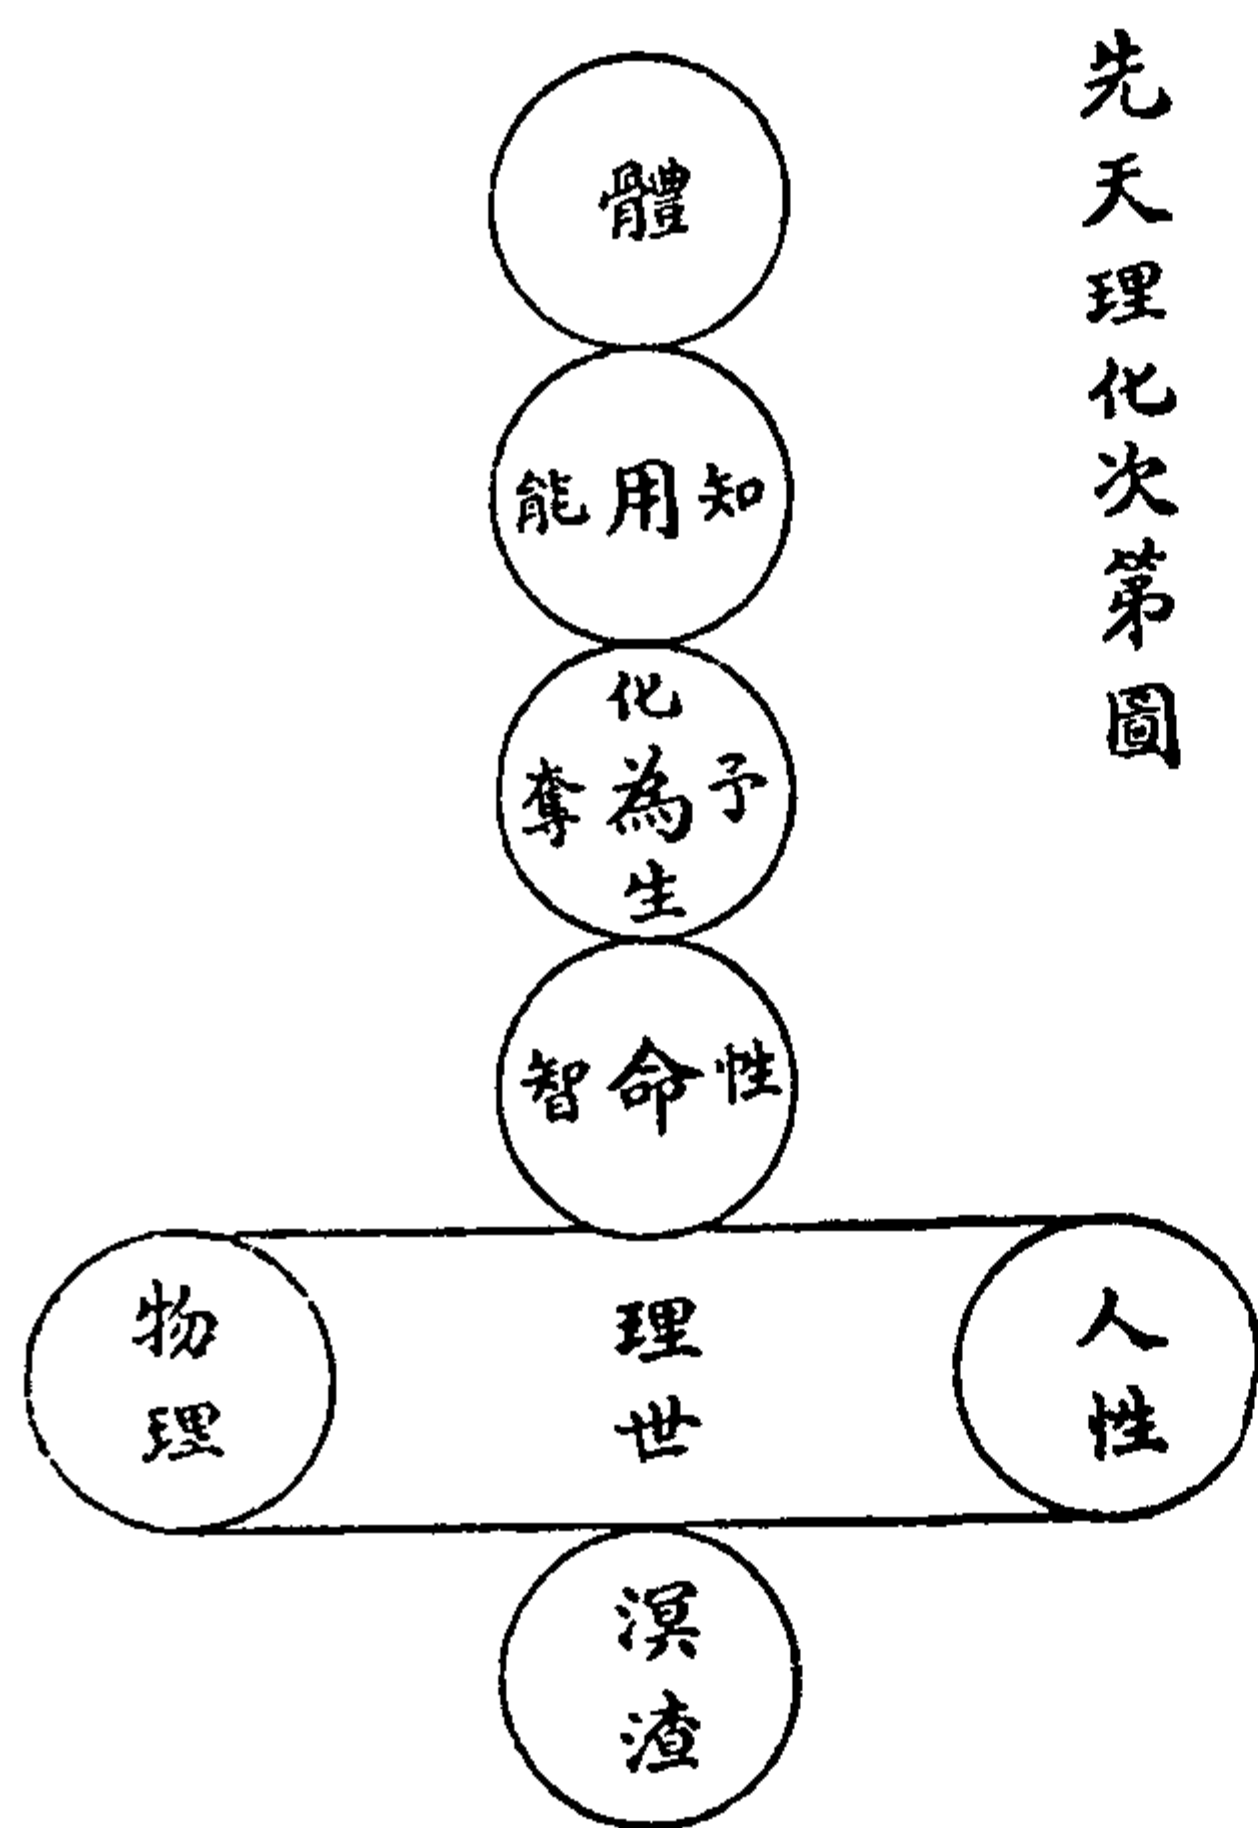 先天理化次第圖
體
知用能
化
予為奪
生
性命智
人性
理世
物理
溟渣